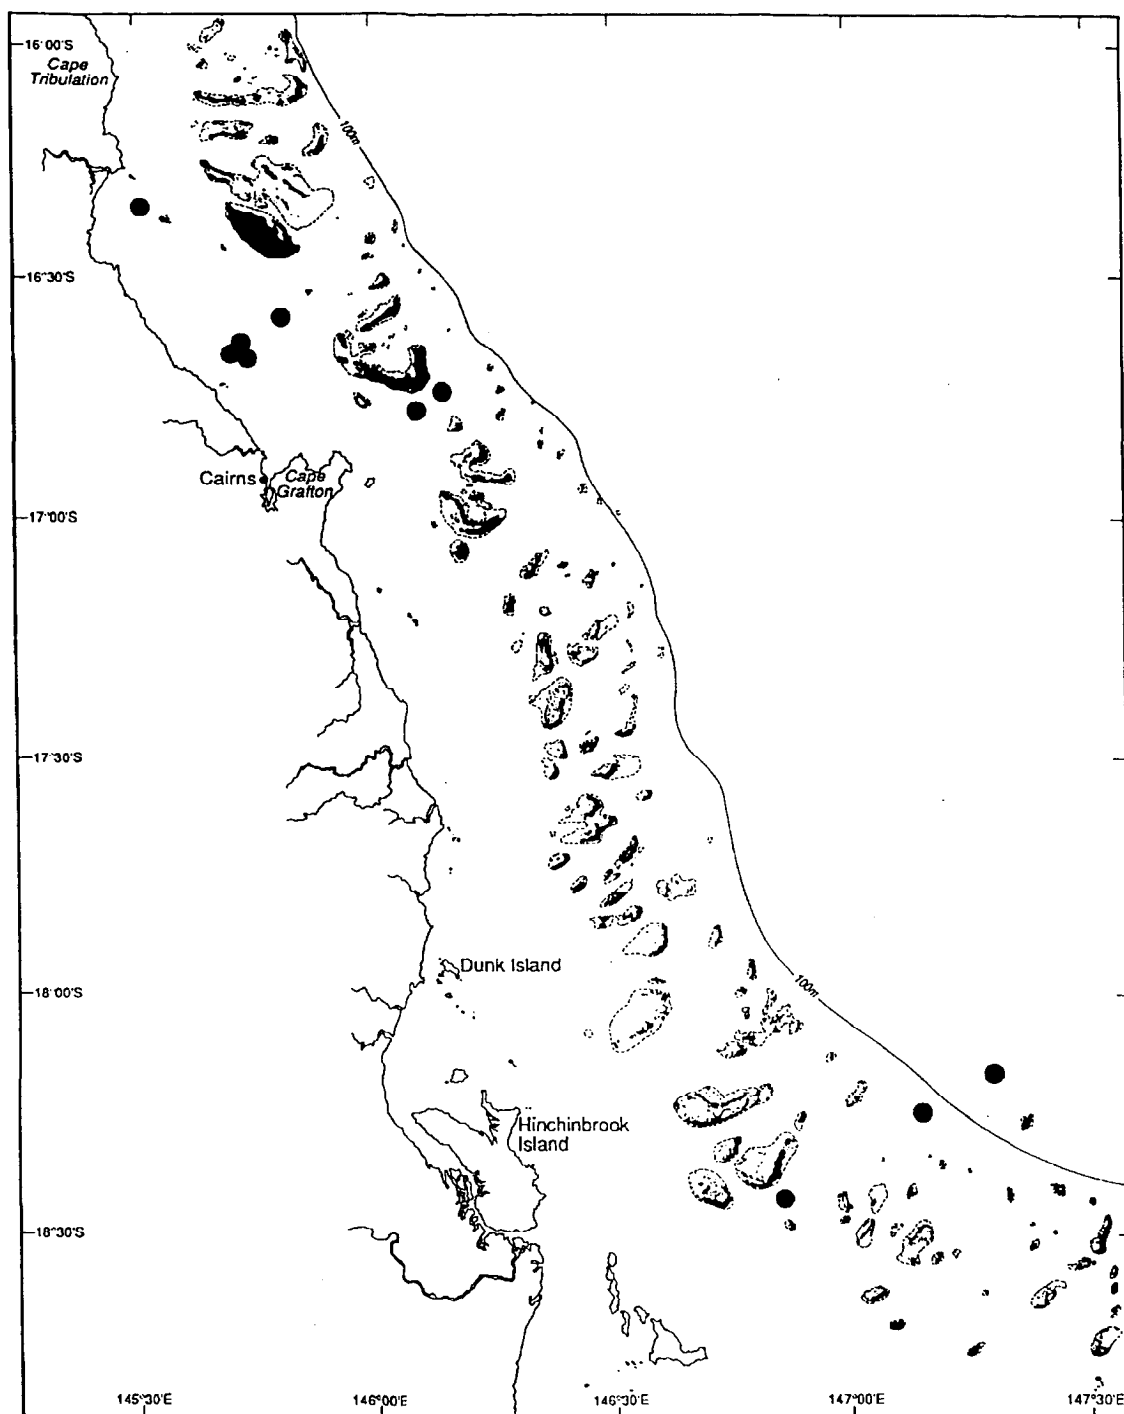 16°00'S
Cape
Tribulation
100m
16°30'S
Cairns
Cape
Grafton
17°00'S
17°30'S
Dunk Island
18°00'S
100m
Hinchinbrook
Island
18°30'S
145°30'E
146°00'E
146°30'E
147°00'E
147°30'E